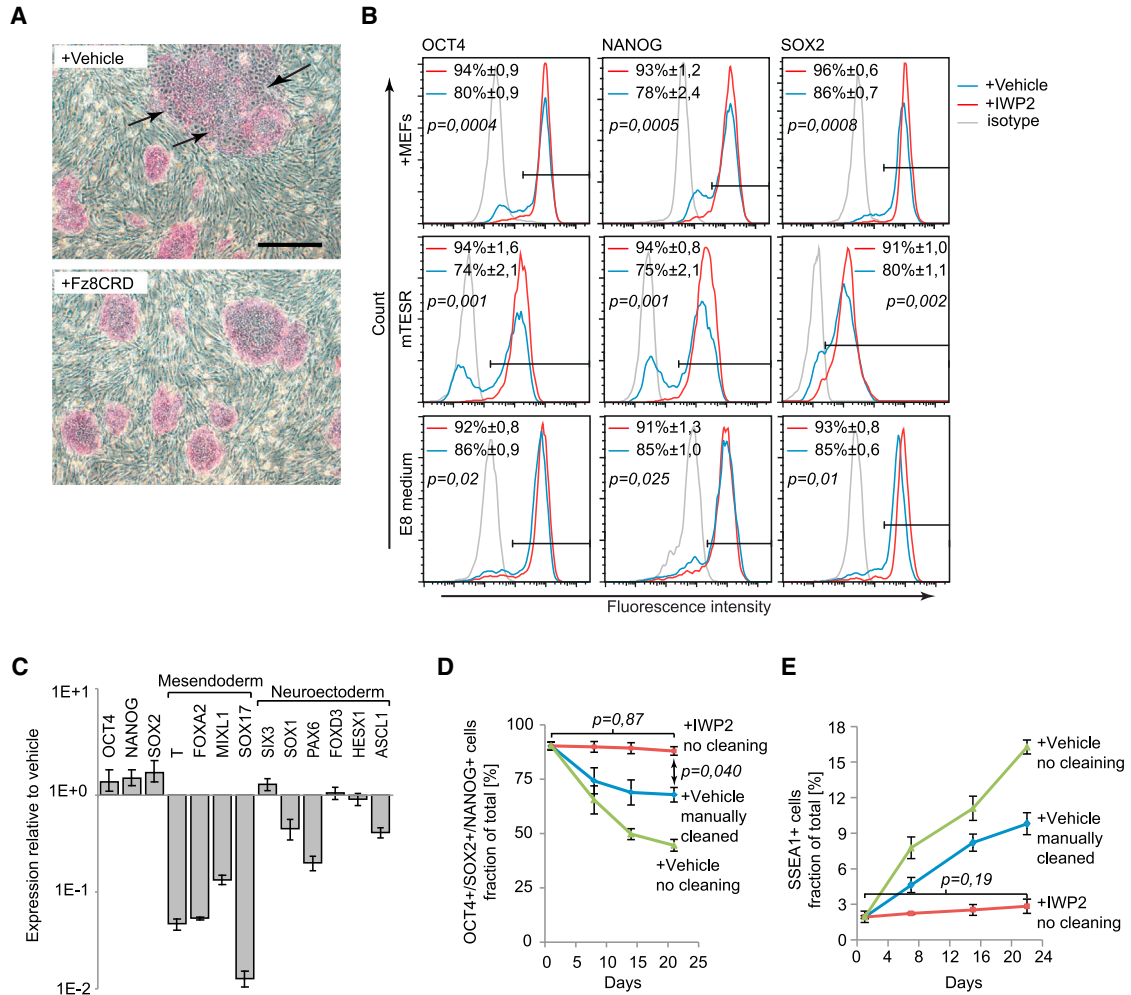 A
+Vehicle
+Fz8CRD
B
OCT4
NANOG
SOX2
94%±0,9
80%±0,9
p=0,0004
93%±1,2
78%±2,4
p=0,0005
96%±0,6
86%±0,7
p=0,0008
+Vehicle
+IWP2
isotype
+MEFs
94%±1,6
74%±2,1
p=0,001
94%±0,8
75%±2,1
p=0,001
91%±1,0
80%±1,1
p=0,002
Count
mTESR
92%±0,8
86%±0,9
p=0,02
91%±1,3
85%±1,0
p=0,025
93%±0,8
85%±0,6
p=0,01
E8 medium
Fluorescence intensity
C
Expression relative to vehicle
1E+1
1E+0
1E-1
1E-2
Mesendoderm
Neuroectoderm
OCT4
NANOG
SOX2
T
FOXA2
MIXL1
SOX17
SIX3
SOX1
PAX6
FOXD3
HESX1
ASCL1
D
OCT4+/SOX2+/NANOG+ cells
fraction of total [%]
100
75
50
25
0
p=0,87
+IWP2
no cleaning
p=0,040
+Vehicle
manually
cleaned
+Vehicle
no cleaning
0 5 10 15 20 25
Days
E
SSEA1+ cells
fraction of total [%]
18
15
12
9
6
3
0
+Vehicle
no cleaining
+Vehicle
manually
cleaned
p=0,19
+IWP2
no cleaning
0 4 8 12 16 20 24
Days